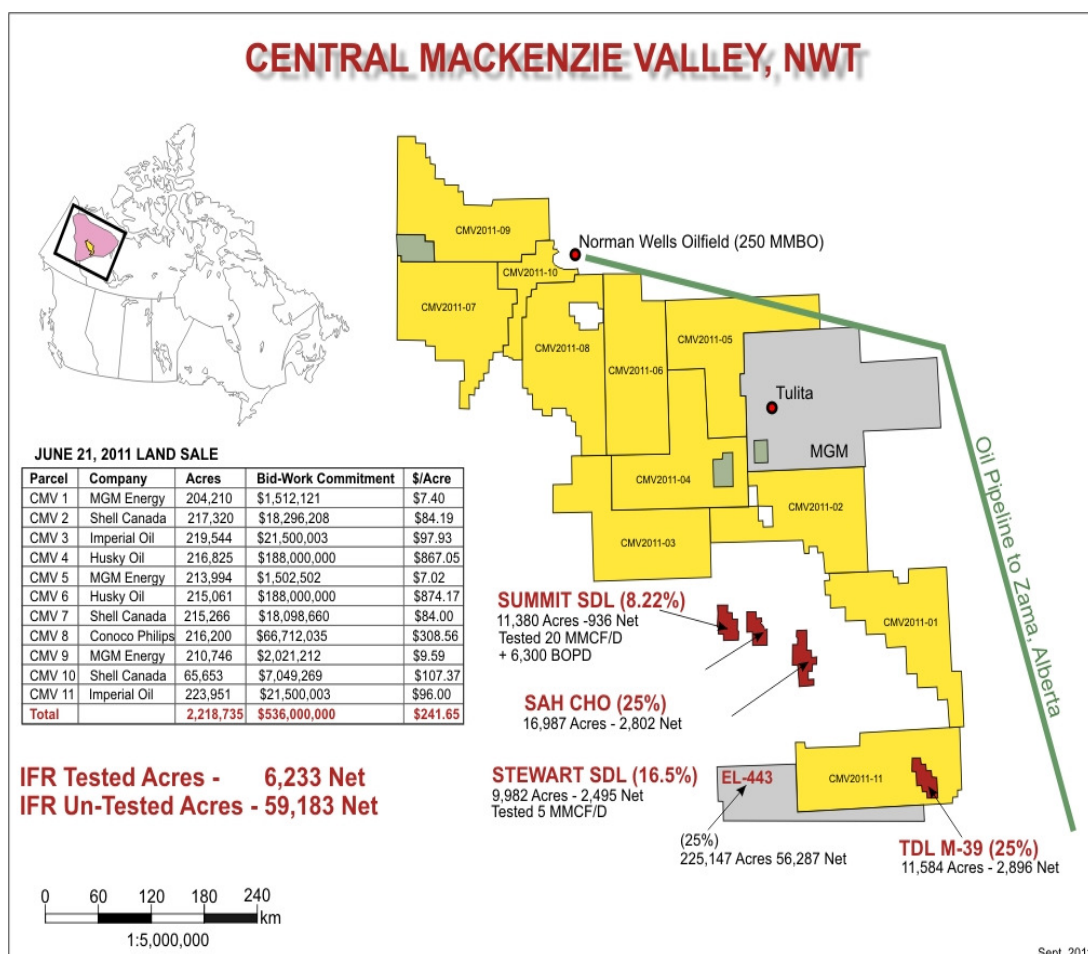 CENTRAL MACKENZIE VALLEY, NWT
CMV2011-09
Norman Wells Oilfield (250 MMBO)
CMV2011-10
CMV2011-07
CMV2011-08
CMV2011-05
CMV2011-06
Tulita
MGM
CMV2011-04
CMV2011-02
CMV2011-03
CMV2011-01
Oil Pipeline to Zama, Alberta
JUNE 21, 2011 LAND SALE
Parcel Company Acres Bid-Work Commitment $/Acre
CMV 1 MGM Energy 204,210 $1,512,121 $7.40
CMV 2 Shell Canada 217,320 $18,296,208 $84.19
CMV 3 Imperial Oil 219,544 $21,500,003 $97.93
CMV 4 Husky Oil 216,825 $188,000,000 $867.05
CMV 5 MGM Energy 213,994 $1,502,502 $7.02
CMV 6 Husky Oil 215,061 $188,000,000 $874.17
CMV 7 Shell Canada 215,266 $18,098,660 $84.00
CMV 8 Conoco Philips 216,200 $66,712,035 $308.56
CMV 9 MGM Energy 210,746 $2,021,212 $9.59
CMV 10 Shell Canada 65,653 $7,049,269 $107.37
CMV 11 Imperial Oil 223,951 $21,500,003 $96.00
Total 2,218,735 $536,000,000 $241.65
SUMMIT SDL (8.22%)
11,380 Acres -936 Net
Tested 20 MMCF/D
+ 6,300 BOPD
SAH CHO (25%)
16,987 Acres - 2,802 Net
STEWART SDL (16.5%)
9,982 Acres - 2,495 Net
Tested 5 MMCF/D
EL-443
CMV2011-11
(25%)
225,147 Acres 56,287 Net
TDL M-39 (25%)
11,584 Acres - 2,896 Net
IFR Tested Acres - 6,233 Net
IFR Un-Tested Acres - 59,183 Net
0 60 120 180 240
km
1:5,000,000
Sept, 201